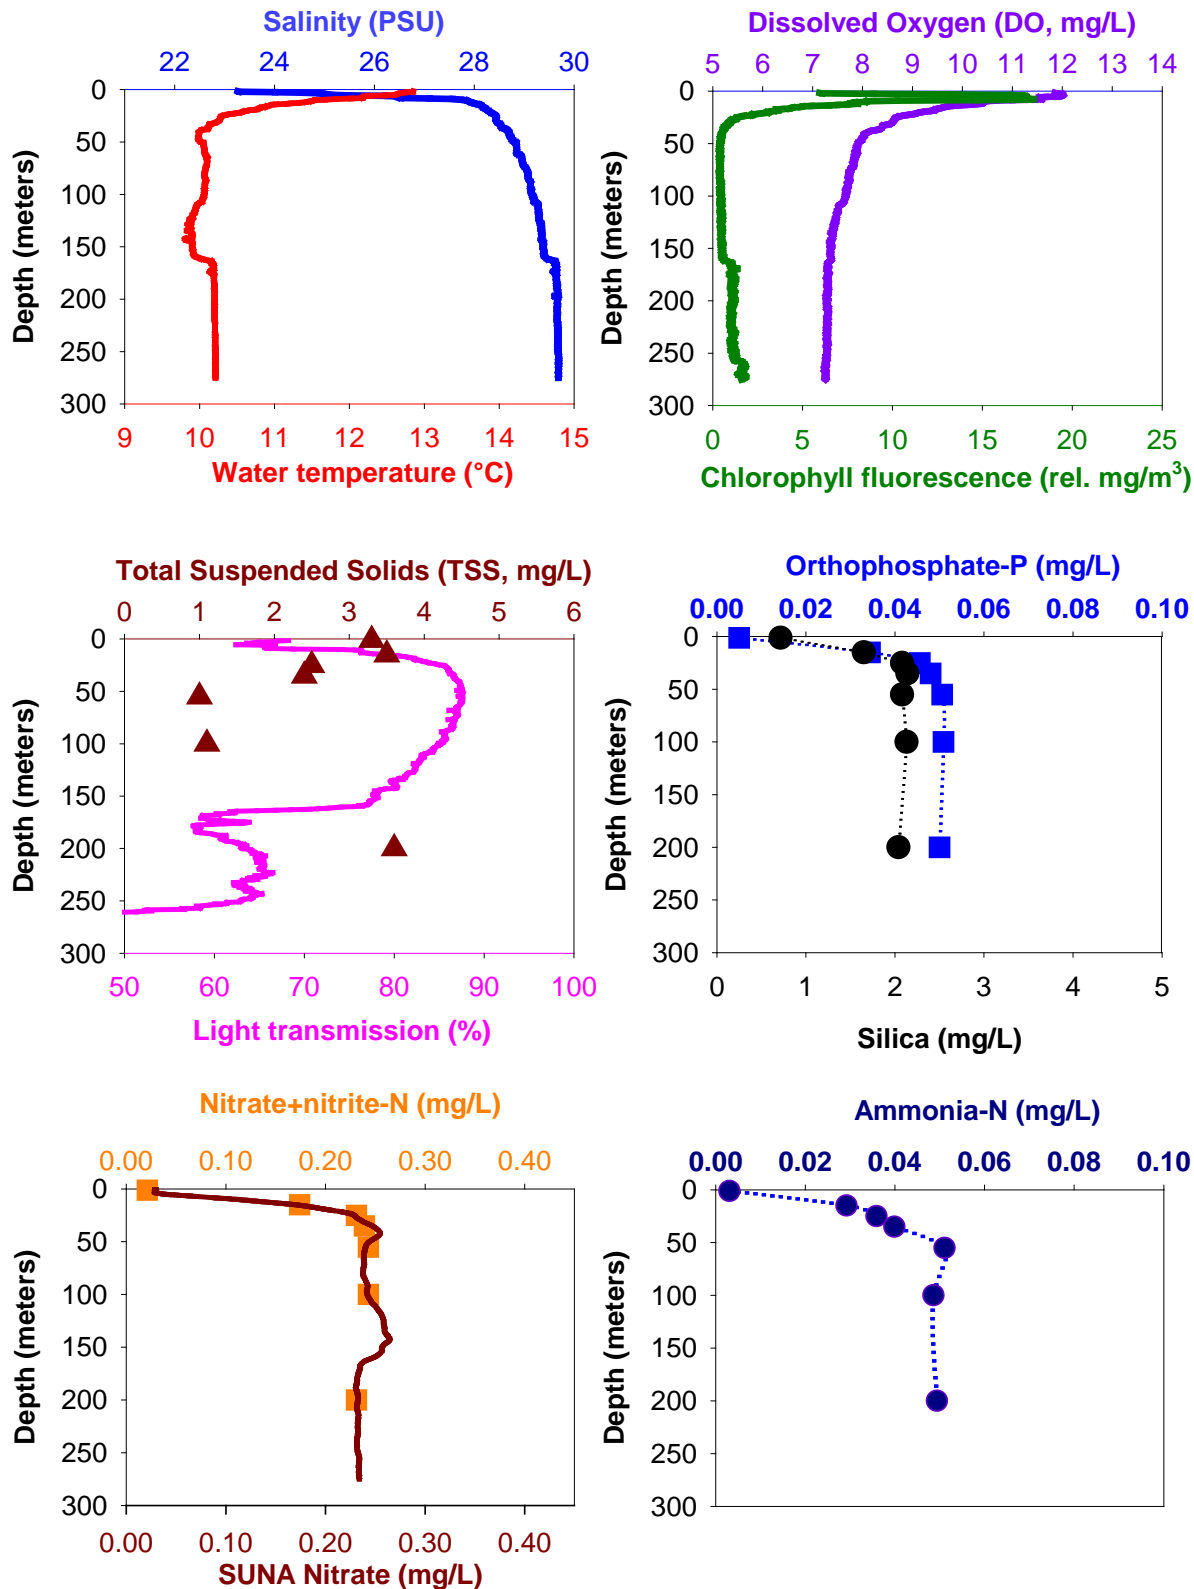 Salinity (PSU)
22 24 26 28 30
0
50
100
150
200
250
300
Depth (meters)
9 10 11 12 13 14 15
Water temperature (°C)
Dissolved Oxygen (DO, mg/L)
5 6 7 8 9 10 11 12 13 14
0
50
100
150
200
250
300
Depth (meters)
0 5 10 15 20 25
Chlorophyll fluorescence (rel. mg/m³)
Total Suspended Solids (TSS, mg/L)
0 1 2 3 4 5 6
0
50
100
150
200
250
300
Depth (meters)
50 60 70 80 90 100
Light transmission (%)
Orthophosphate-P (mg/L)
0.00 0.02 0.04 0.06 0.08 0.10
0
50
100
150
200
250
300
Depth (meters)
0 1 2 3 4 5
Silica (mg/L)
Nitrate+nitrite-N (mg/L)
0.00 0.10 0.20 0.30 0.40
0
50
100
150
200
250
300
Depth (meters)
0.00 0.10 0.20 0.30 0.40
SUNA Nitrate (mg/L)
Ammonia-N (mg/L)
0.00 0.02 0.04 0.06 0.08 0.10
0
50
100
150
200
250
300
Depth (meters)